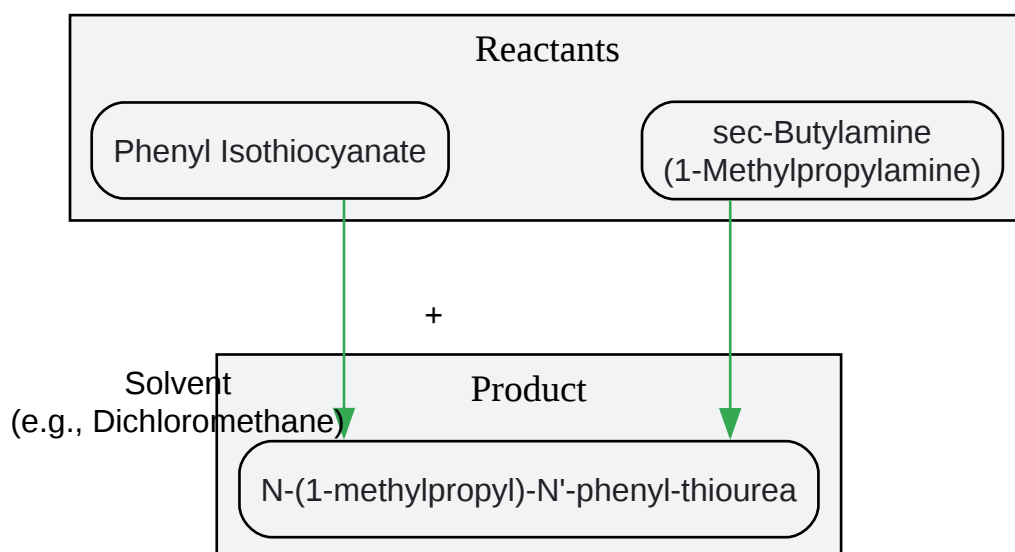 Reactants
Phenyl Isothiocyanate
sec-Butylamine
(1-Methylpropylamine)
+
Solvent
(e.g., Dichloromethane)
Product
N-(1-methylpropyl)-N'-phenyl-thiourea